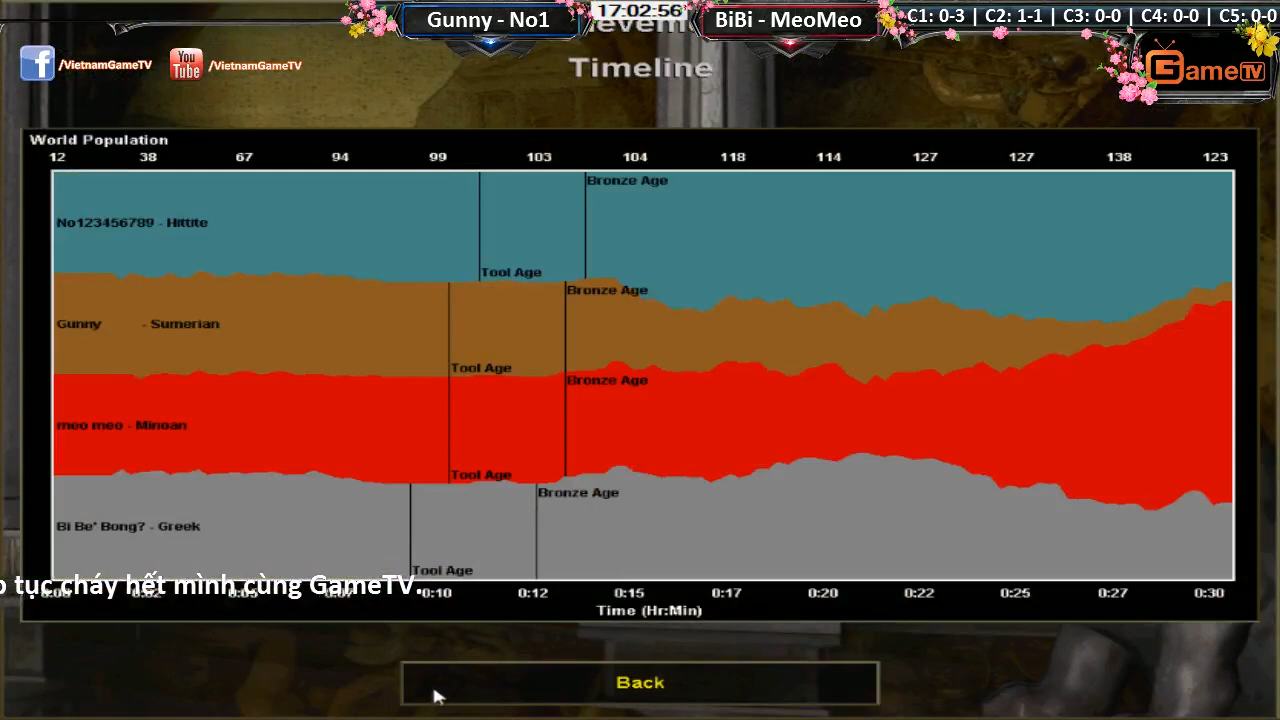 Gunny - No1
17:02:56
BiBi - MeoMeo
C1: 0-3 | C2: 1-1 | C3: 0-0 | C4: 0-0 | C5: 0-0
/VietnamGameTV
You Tube
/VietnamGameTV
GameTV
Timeline
World Population
12 38 67 94 99 103 104 118 114 127 127 138 123
Bronze Age
No123456789 - Hittite
Tool Age
Bronze Age
Gunny - Sumerian
Tool Age
Bronze Age
meo meo - Minoan
Tool Age
Bronze Age
Bi Be' Bong? - Greek
Tool Age
tục cháy hết mình cùng GameTV.
0:10 0:12 0:15 0:17 0:20 0:22 0:25 0:27 0:30
Time (Hr:Min)
Back